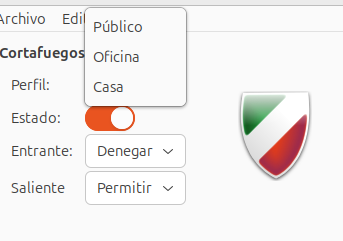 Archivo Edi
Público
Oficina
Casa
Cortafuegos
Perfil:
Estado:
Entrante: Denegar
Saliente Permitir